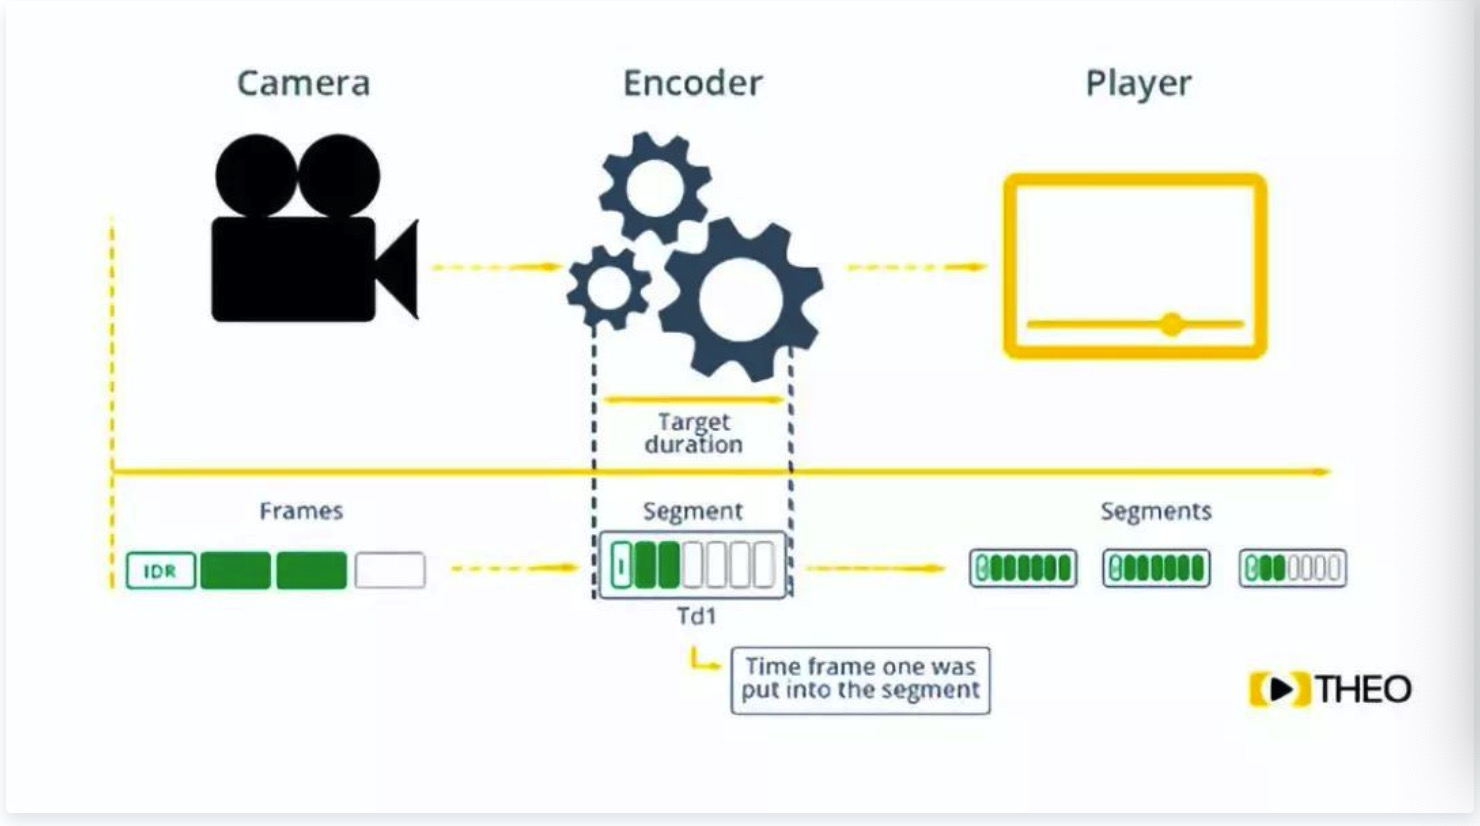 Camera
Encoder
Player
Target
duration
Frames
Segment
Segments
IDR
I
Td1
Time frame one was
put into the segment
THEO